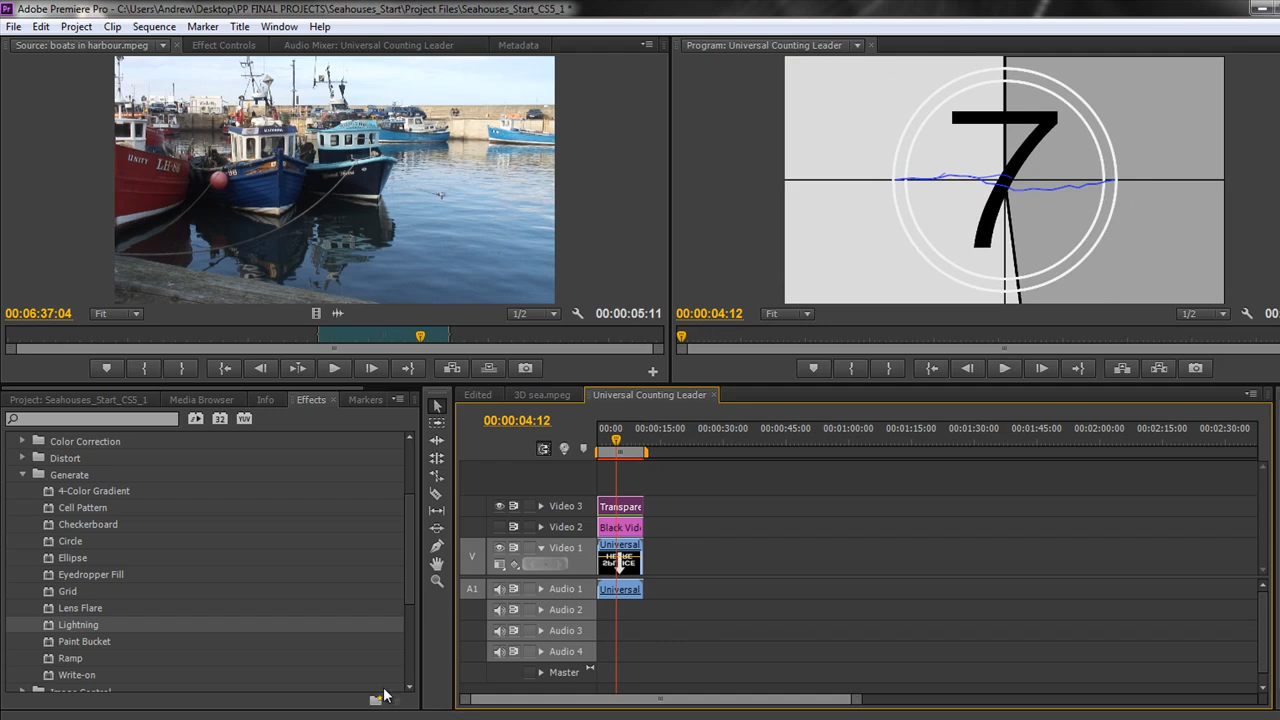 Adobe Premiere Pro - C:\Users\Andrew\Desktop\PP FINAL PROJECTS\Seahouses_Start\Project Files\Seahouses_Start_CS5_1 *
File Edit Project Clip Sequence Marker Title Window Help
Source: boats in harbour.mpeg Effect Controls Audio Mixer: Universal Counting Leader Metadata
Program: Universal Counting Leader
UNITY LH
7
00:06:37:04 Fit 1/2 00:00:05:11
00:00:04:12 Fit 1/2 00:
Project: Seahouses_Start_CS5_1 Media Browser Info Effects Markers
32 YUV
Color Correction
Distort
Generate
4-Color Gradient
Cell Pattern
Checkerboard
Circle
Ellipse
Eyedropper Fill
Grid
Lens Flare
Lightning
Paint Bucket
Ramp
Write-on
Edited 3D sea.mpeg Universal Counting Leader
00:00:04:12
00:00 00:00:15:00 00:00:30:00 00:00:45:00 00:01:00:00 00:01:15:00 00:01:30:00 00:01:45:00 00:02:00:00 00:02:15:00 00:02:30:00
Video 3 Transpare
Video 2 Black Vid
V Video 1 Universal
A1 Audio 1 Universal
Audio 2
Audio 3
Audio 4
Master